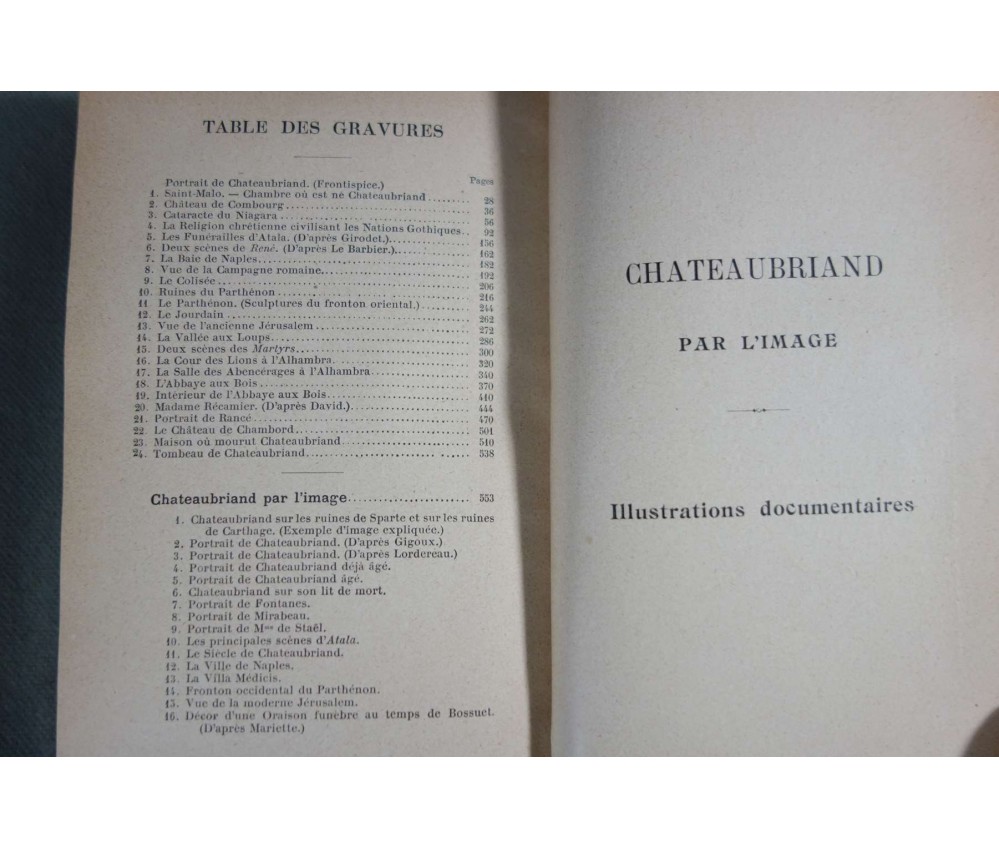 TABLE DES GRAVURES
Pages
Portrait de Chateaubriand. (Frontispice.)
1. Saint-Malo. — Chambre où est né Chateaubriand ........ 28
2. Château de Combourg ........ 36
3. Cataracte du Niagara ........ 56
4. La Religion chrétienne civilisant les Nations Gothiques.. 92
5. Les Funérailles d'Atala. (D'après Girodet.) ........ 156
6. Deux scènes de René. (D'après Le Barbier.) ........ 162
7. La Baie de Naples ........ 182
8. Vue de la Campagne romaine ........ 192
9. Le Colisée ........ 206
10. Ruines du Parthénon ........ 216
11. Le Parthénon. (Sculptures du fronton oriental.) ........ 244
12. Le Jourdain ........ 262
13. Vue de l'ancienne Jérusalem ........ 272
14. La Vallée aux Loups ........ 286
15. Deux scènes des Martyrs ........ 300
16. La Cour des Lions à l'Alhambra ........ 320
17. La Salle des Abencérages à l'Alhambra ........ 340
18. L'Abbaye aux Bois ........ 370
19. Intérieur de l'Abbaye aux Bois ........ 410
20. Madame Récamier. (D'après David.) ........ 444
21. Portrait de Rancé ........ 470
22. Le Château de Chambord ........ 501
23. Maison où mourut Chateaubriand ........ 510
24. Tombeau de Chateaubriand ........ 538
Chateaubriand par l'image ........ 553
1. Chateaubriand sur les ruines de Sparte et sur les ruines
de Carthage. (Exemple d'image expliquée.)
2. Portrait de Chateaubriand. (D'après Gigoux.)
3. Portrait de Chateaubriand. (D'après Lordereau.)
4. Portrait de Chateaubriand déjà âgé.
5. Portrait de Chateaubriand âgé.
6. Chateaubriand sur son lit de mort.
7. Portrait de Fontanes.
8. Portrait de Mirabeau.
9. Portrait de Mme de Staël.
10. Les principales scènes d'Atala.
11. Le Siècle de Chateaubriand.
12. La Ville de Naples.
13. La Villa Médicis.
14. Fronton occidental du Parthénon.
15. Vue de la moderne Jérusalem.
16. Décor d'une Oraison funèbre au temps de Bossuet.
(D'après Mariette.)
CHATEAUBRIAND
PAR L'IMAGE
Illustrations documentaires